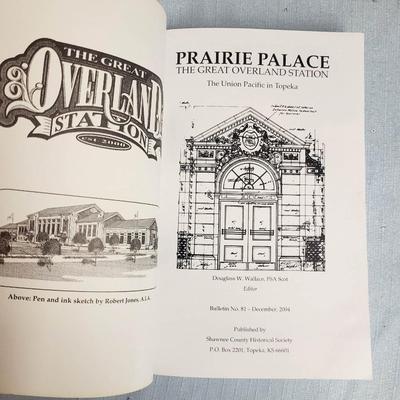 THE GREAT
OVERLAND
STATION
EST 2000
Above: Pen and ink sketch by Robert Jones, A.I.A.
PRAIRIE PALACE
THE GREAT OVERLAND STATION
The Union Pacific in Topeka
Douglass W. Wallace, FSA Scot
Editor
Bulletin No. 81 – December, 2004
Published by
Shawnee County Historical Society
P.O. Box 2201, Topeka, KS 66601